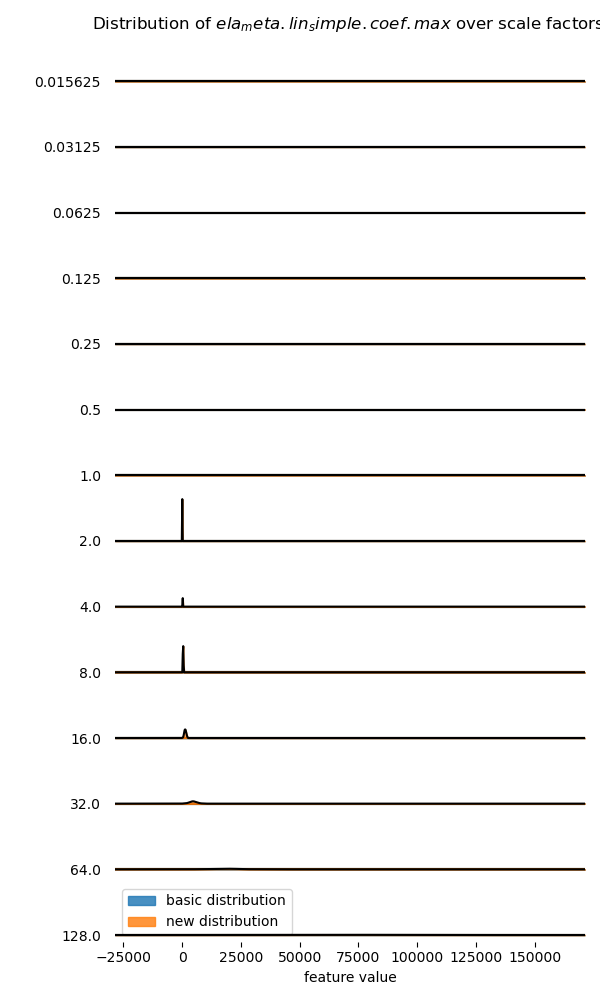 Distribution of elaₘeta.linₛimple.coef.max over scale factors
0.015625
0.03125
0.0625
0.125
0.25
0.5
1.0
2.0
4.0
8.0
16.0
32.0
64.0
basic distribution
new distribution
128.0
−25000 0 25000 50000 75000 100000 125000 150000
feature value